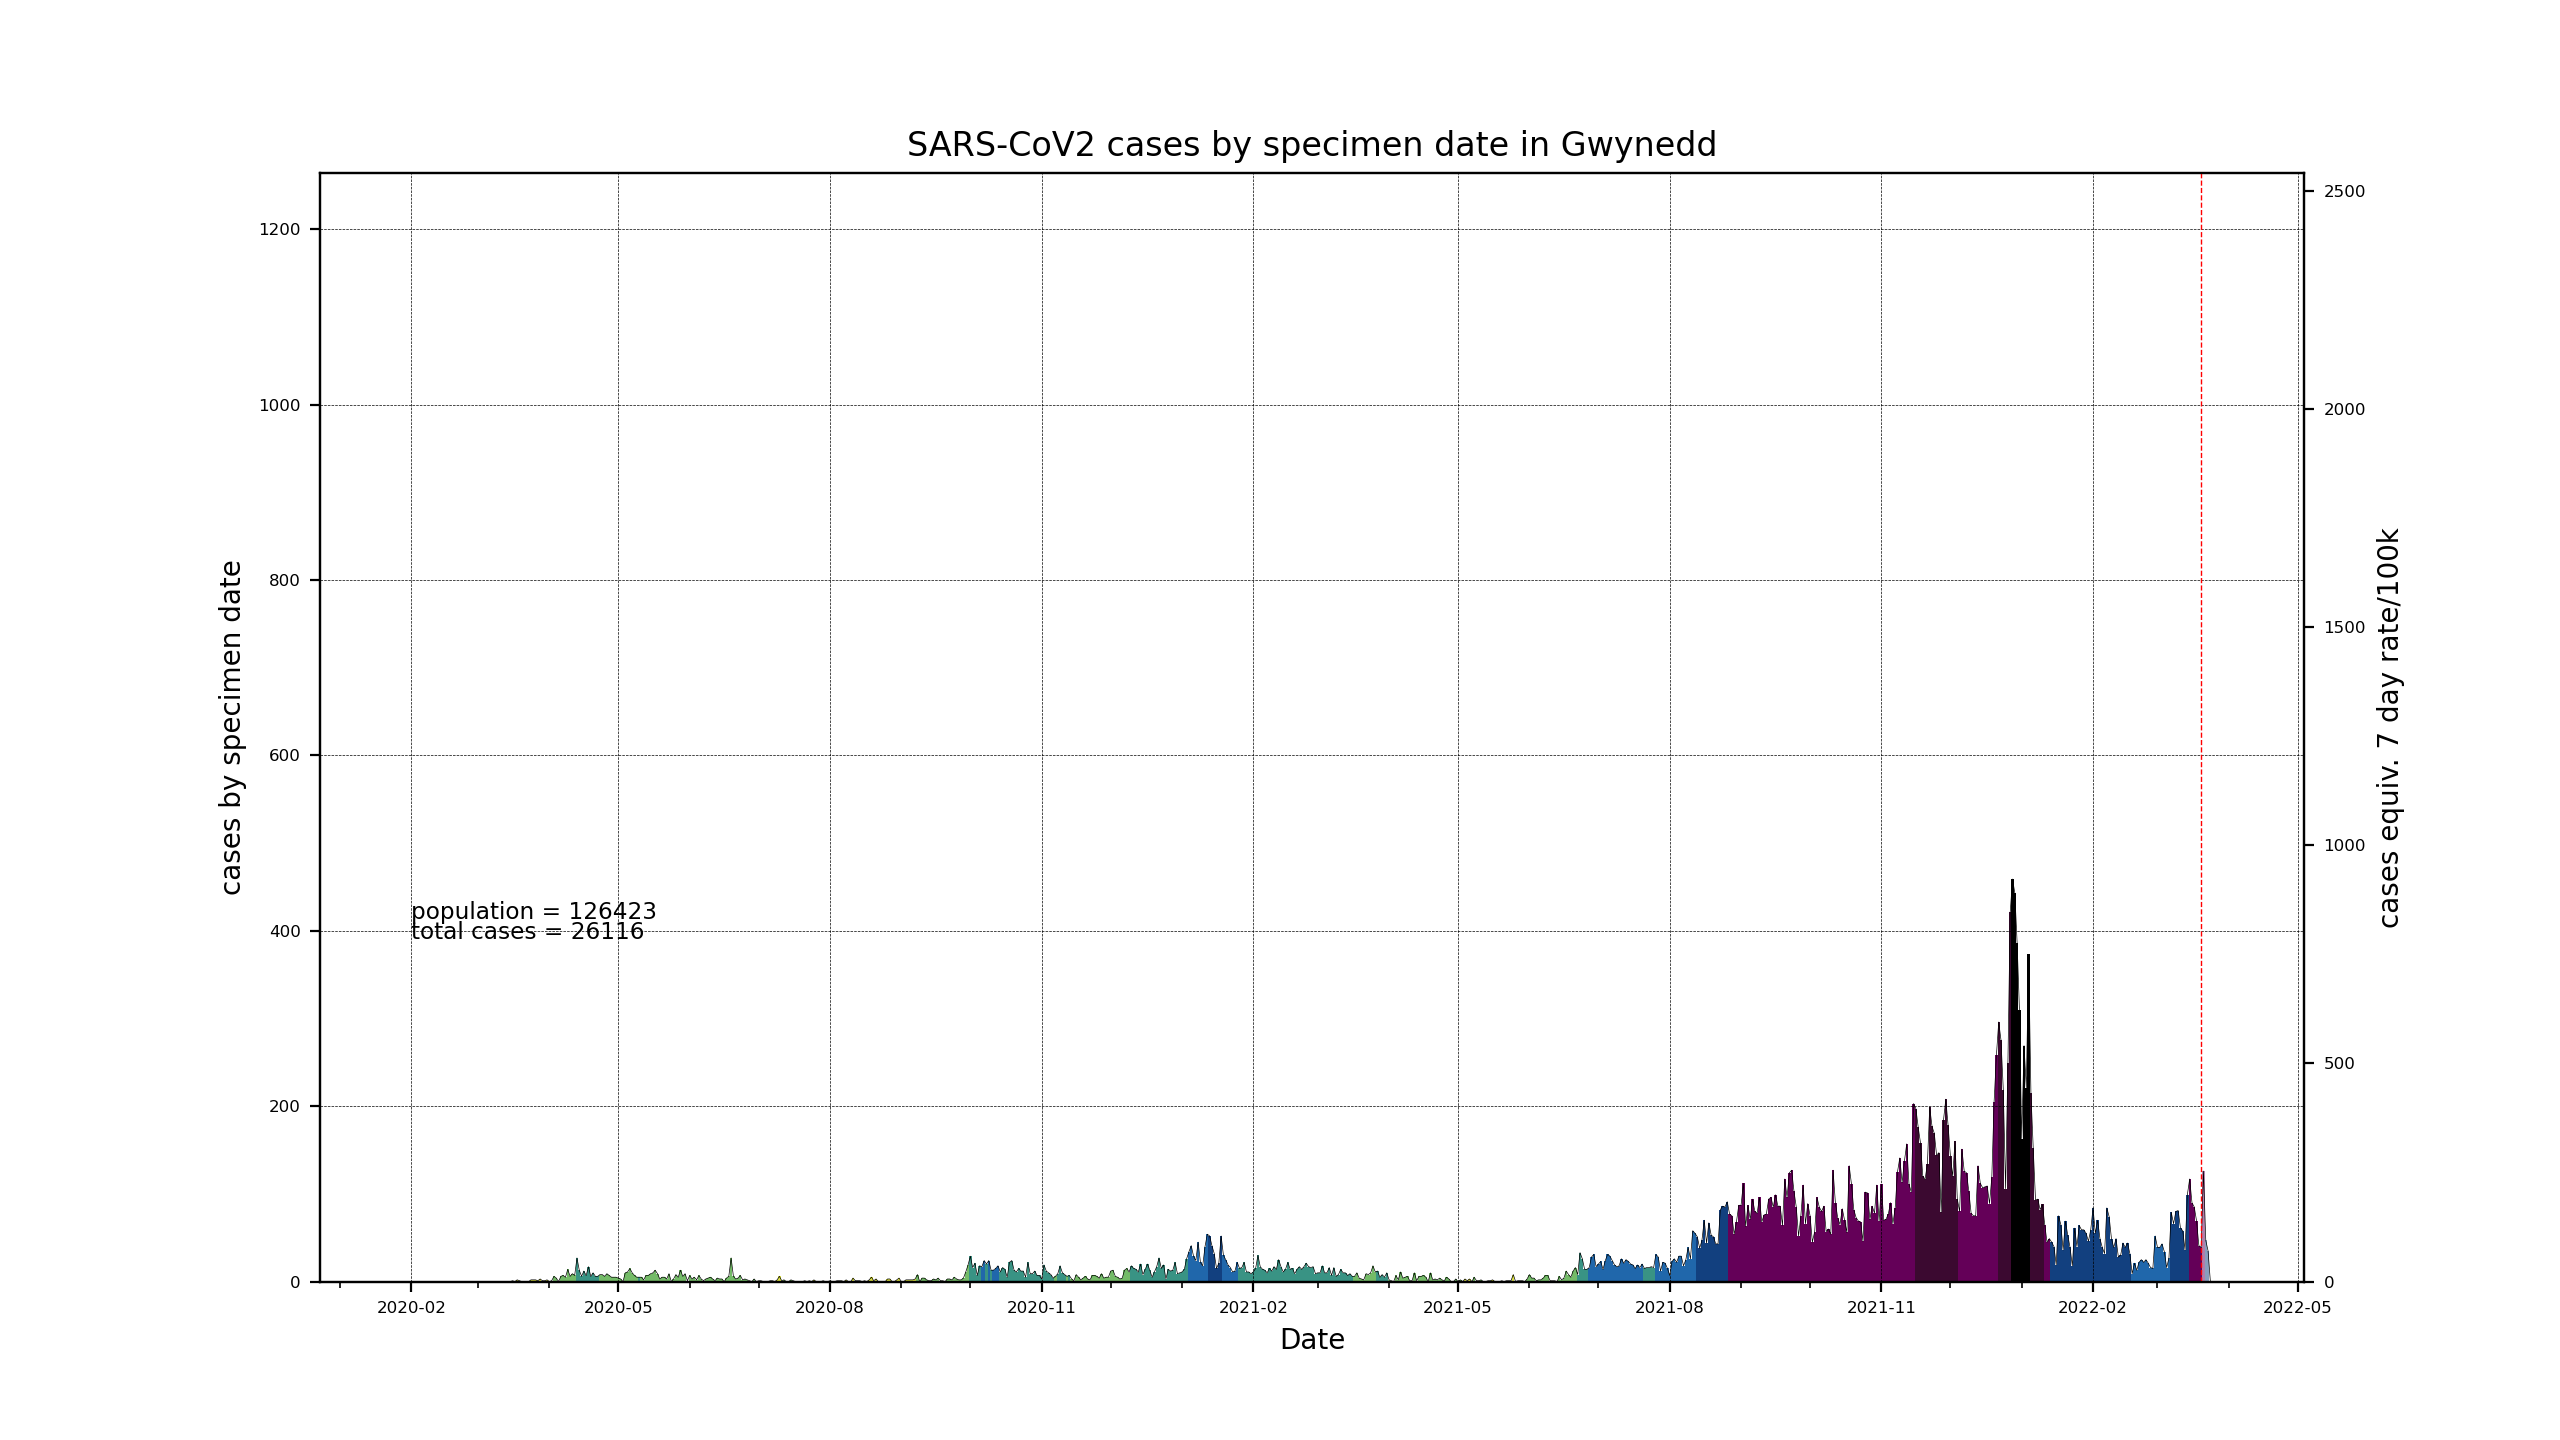 SARS-CoV2 cases by specimen date in Gwynedd
cases by specimen date
1200
1000
800
600
400
200
0
population = 126423
total cases = 26116
2500
2000
1500
1000
500
0
cases equiv. 7 day rate/100k
2020-02 2020-05 2020-08 2020-11 2021-02 2021-05 2021-08 2021-11 2022-02 2022-05
Date